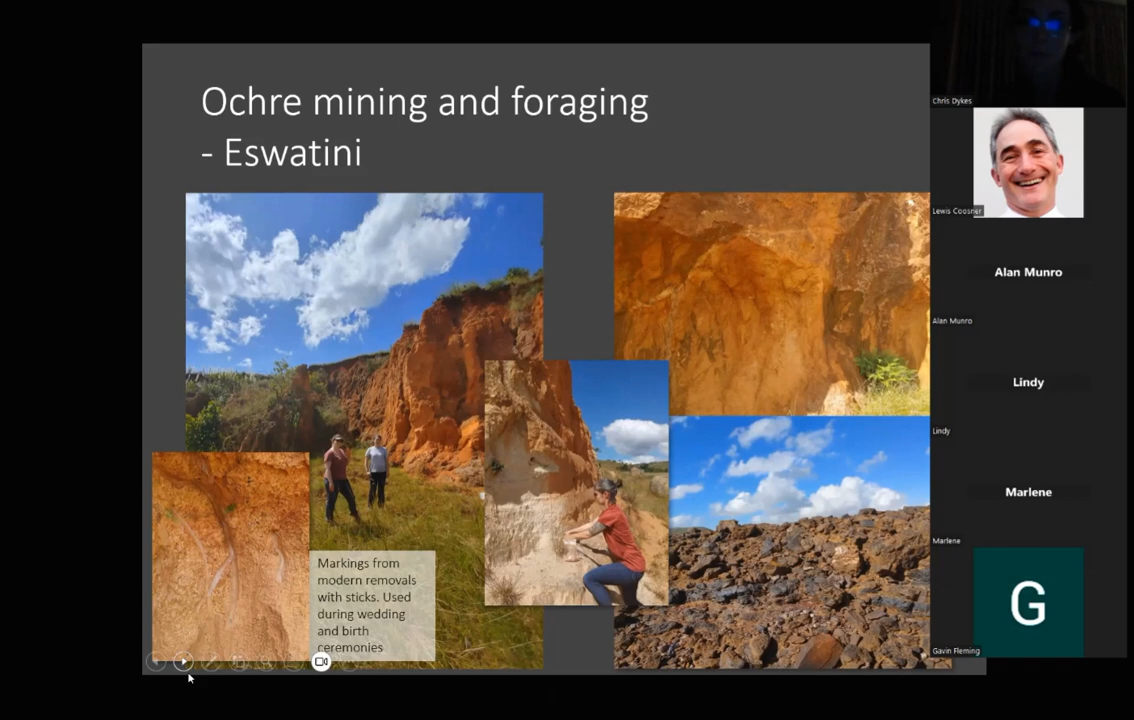 Ochre mining and foraging
- Eswatini
Markings from
modern removals
with sticks. Used
during wedding
and birth
ceremonies
Chris Dykes
Lewis Coosner
Alan Munro
Alan Munro
Lindy
Lindy
Marlene
Marlene
G
Gavin Fleming